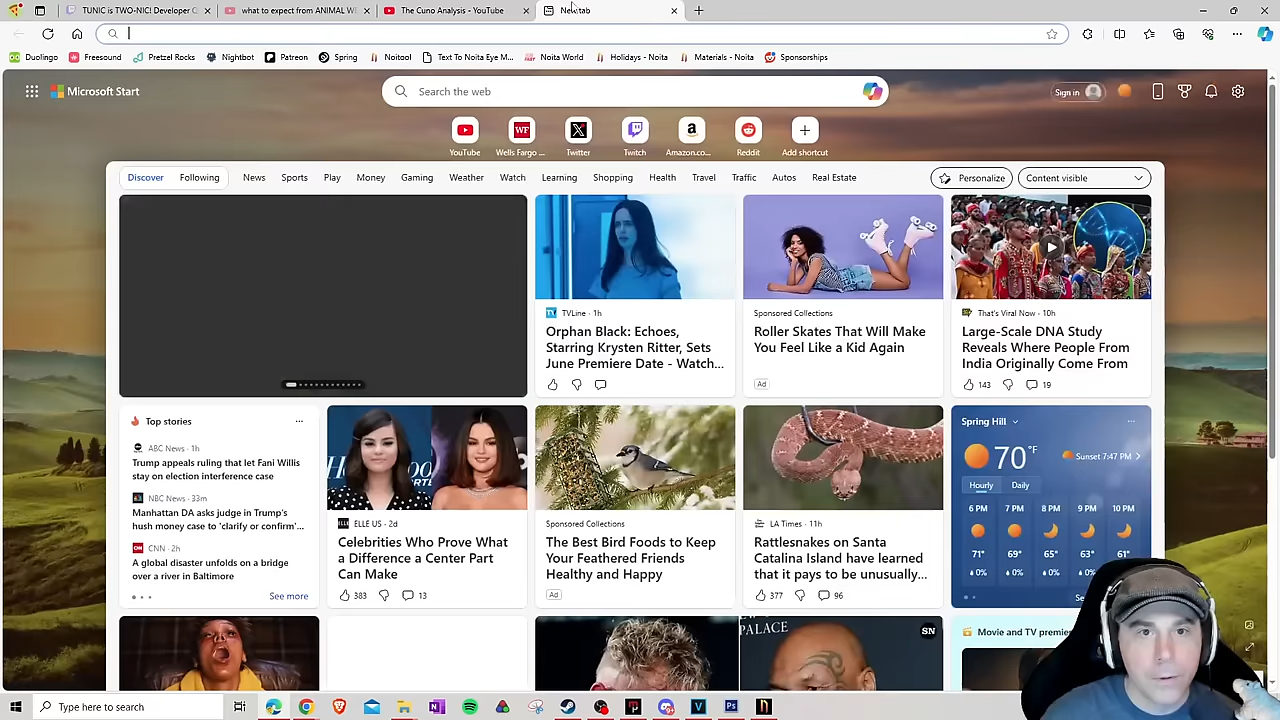 TUNIC is TWO-NIC! Developer Q
what to expect from ANIMAL W
The Cuno Analysis - YouTube
New tab
Duolingo
Freesound
Pretzel Rocks
Nightbot
Patreon
Spring
Noitool
Text To Noita Eye M...
Noita World
Holidays - Noita
Materials - Noita
Sponsorships
Microsoft Start
Search the web
Sign in
YouTube
Wells Fargo ...
Twitter
Twitch
Amazon.co...
Reddit
Add shortcut
Discover
Following
News
Sports
Play
Money
Gaming
Weather
Watch
Learning
Shopping
Health
Travel
Traffic
Autos
Real Estate
Personalize
Content visible
TVLine · 1h
Orphan Black: Echoes,
Starring Krysten Ritter, Sets
June Premiere Date - Watch...
Sponsored Collections
Roller Skates That Will Make
You Feel Like a Kid Again
Ad
That's Viral Now · 10h
Large-Scale DNA Study
Reveals Where People From
India Originally Come From
143
19
Top stories
ABC News · 1h
Trump appeals ruling that let Fani Willis
stay on election interference case
NBC News · 33m
Manhattan DA asks judge in Trump's
hush money case to 'clarify or confirm'...
CNN · 2h
A global disaster unfolds on a bridge
over a river in Baltimore
See more
ELLE US · 2d
Celebrities Who Prove What
a Difference a Center Part
Can Make
383
13
Sponsored Collections
The Best Bird Foods to Keep
Your Feathered Friends
Healthy and Happy
Ad
LA Times · 11h
Rattlesnakes on Santa
Catalina Island have learned
that it pays to be unusually...
377
96
Spring Hill
70°F
Sunset 7:47 PM
Hourly
Daily
6 PM
7 PM
8 PM
9 PM
10 PM
71°
69°
65°
63°
61°
0%
0%
0%
0%
0%
Movie and TV premier
PALACE
SN
Type here to search